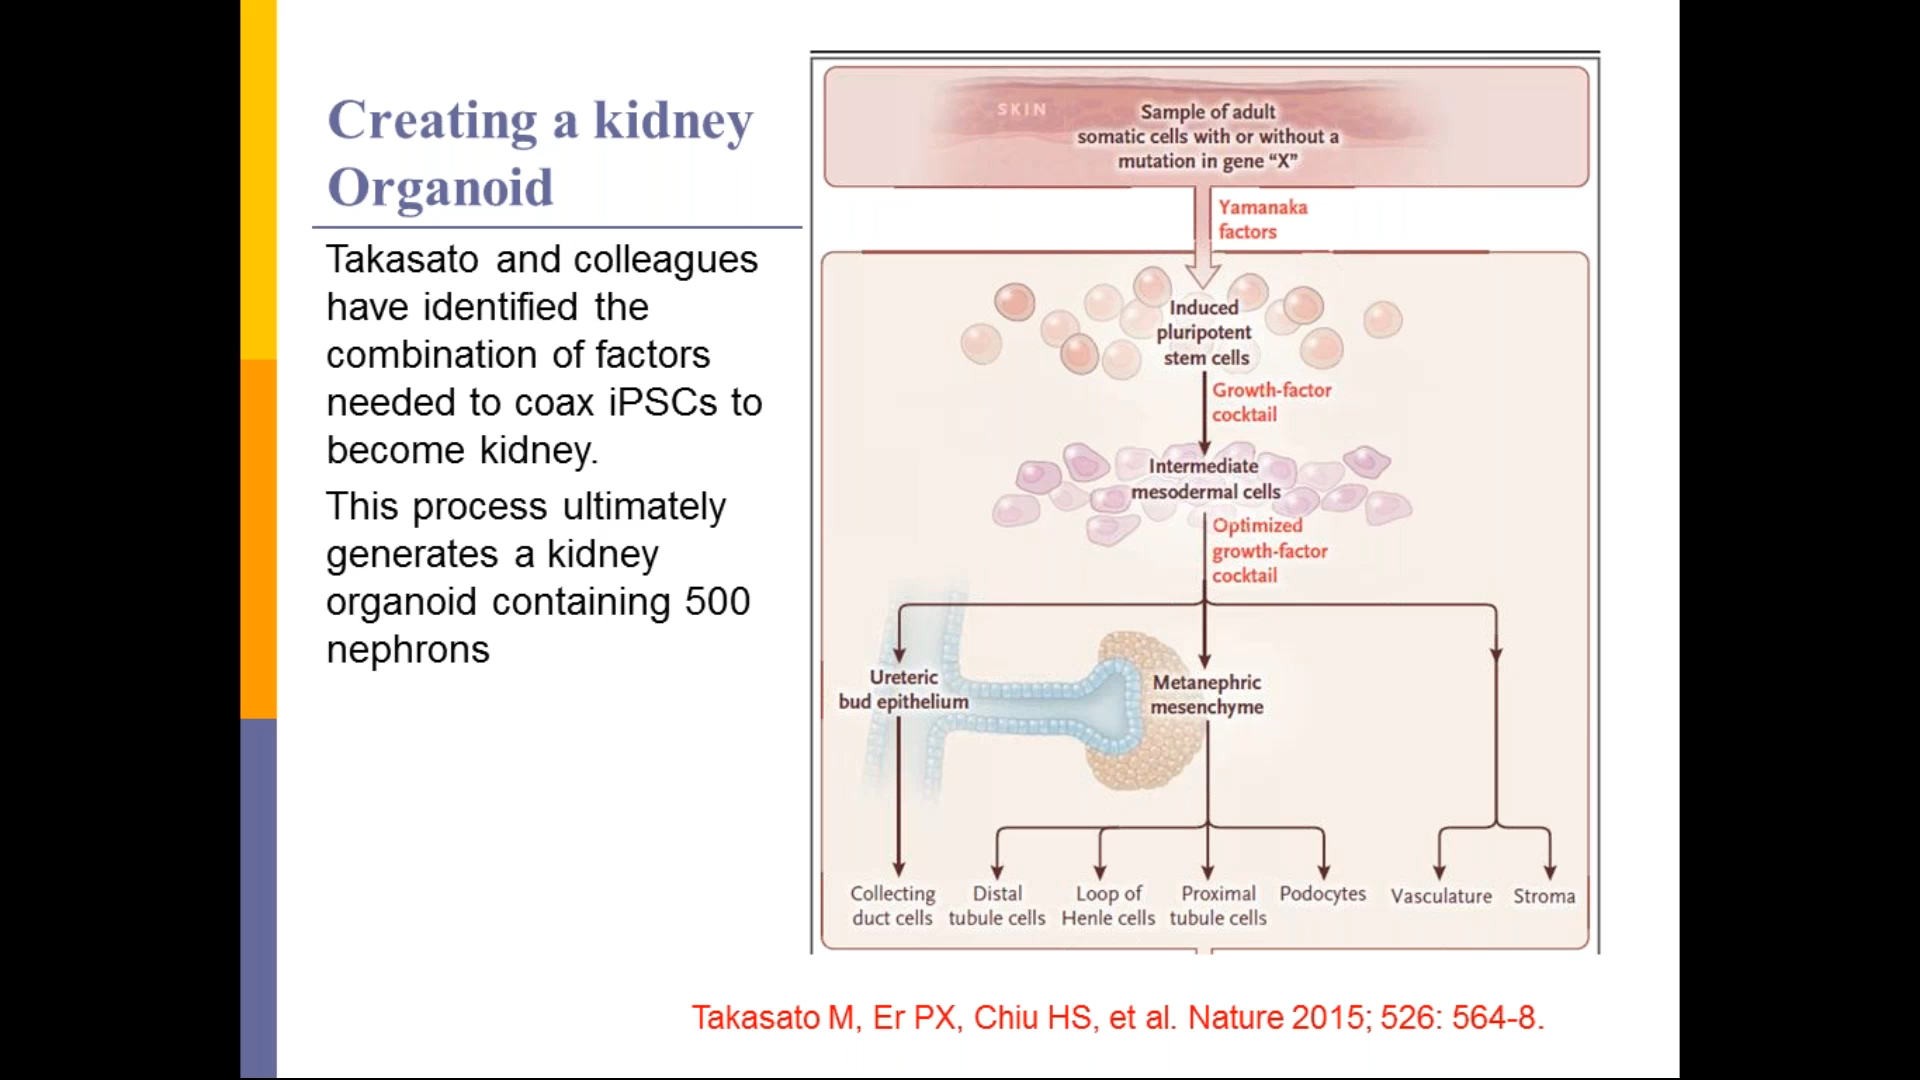 Creating a kidney
Organoid
Takasato and colleagues
have identified the
combination of factors
needed to coax iPSCs to
become kidney.
This process ultimately
generates a kidney
organoid containing 500
nephrons
SKIN
Sample of adult
somatic cells with or without a
mutation in gene “X”
Yamanaka
factors
Induced
pluripotent
stem cells
Growth-factor
cocktail
Intermediate
mesodermal cells
Optimized
growth-factor
cocktail
Ureteric
bud epithelium
Metanephric
mesenchyme
Collecting
duct cells
Distal
tubule cells
Loop of
Henle cells
Proximal
tubule cells
Podocytes
Vasculature
Stroma
Takasato M, Er PX, Chiu HS, et al. Nature 2015; 526: 564-8.